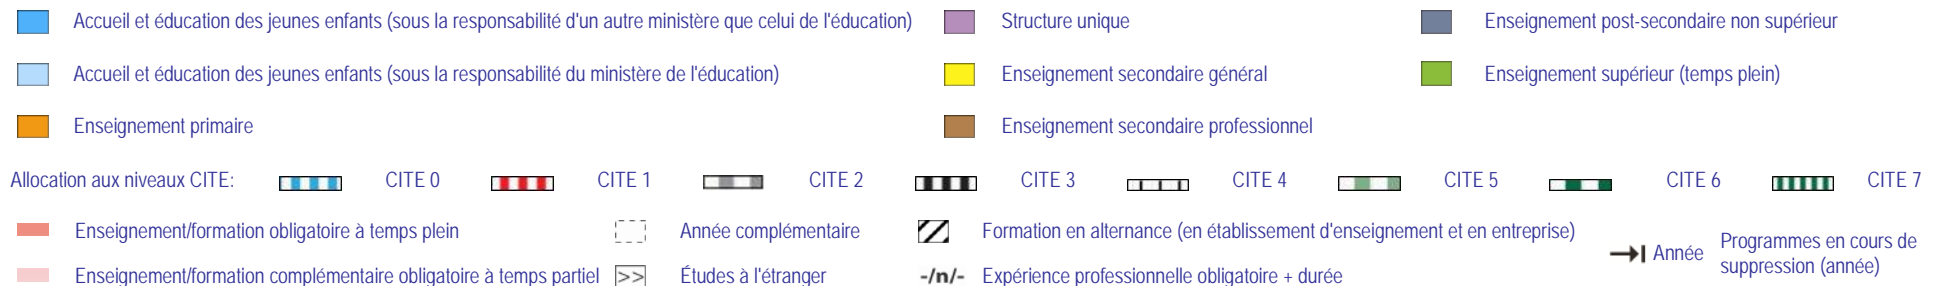 Accueil et éducation des jeunes enfants (sous la responsabilité d'un autre ministère que celui de l'éducation) Structure unique Enseignement post-secondaire non supérieur
Accueil et éducation des jeunes enfants (sous la responsabilité du ministère de l'éducation) Enseignement secondaire général Enseignement supérieur (temps plein)
Enseignement primaire Enseignement secondaire professionnel
Allocation aux niveaux CITE: CITE 0 CITE 1 CITE 2 CITE 3 CITE 4 CITE 5 CITE 6 CITE 7
Enseignement/formation obligatoire à temps plein Année complémentaire Formation en alternance (en établissement d'enseignement et en entreprise)
Enseignement/formation complémentaire obligatoire à temps partiel >> Études à l'étranger -/n/- Expérience professionnelle obligatoire + durée
Année Programmes en cours de
suppression (année)